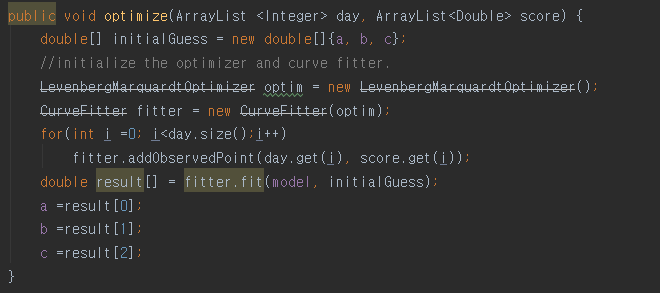 public void optimize(ArrayList <Integer> day, ArrayList<Double> score) {
    double[] initialGuess = new double[]{a, b, c};
    //initialize the optimizer and curve fitter.
    LevenbergMarquardtOptimizer optim = new LevenbergMarquardtOptimizer();
    CurveFitter fitter = new CurveFitter(optim);
    for(int i =0; i<day.size();i++)
        fitter.addObservedPoint(day.get(i), score.get(i));
    double result[] = fitter.fit(model, initialGuess);
    a =result[0];
    b =result[1];
    c =result[2];
}